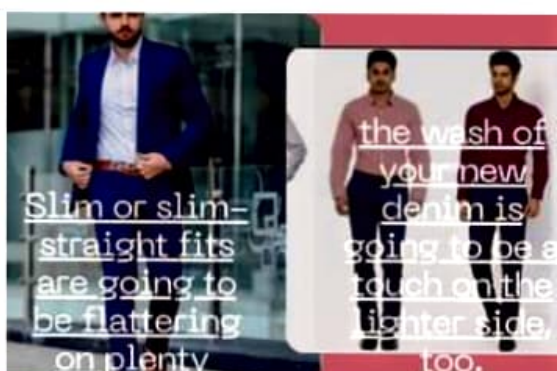 Slim or slim-
straight fits
are going to
be flattering
on plenty
the wash of
your new
denim is
going to be a
touch on the
lighter side,
too.